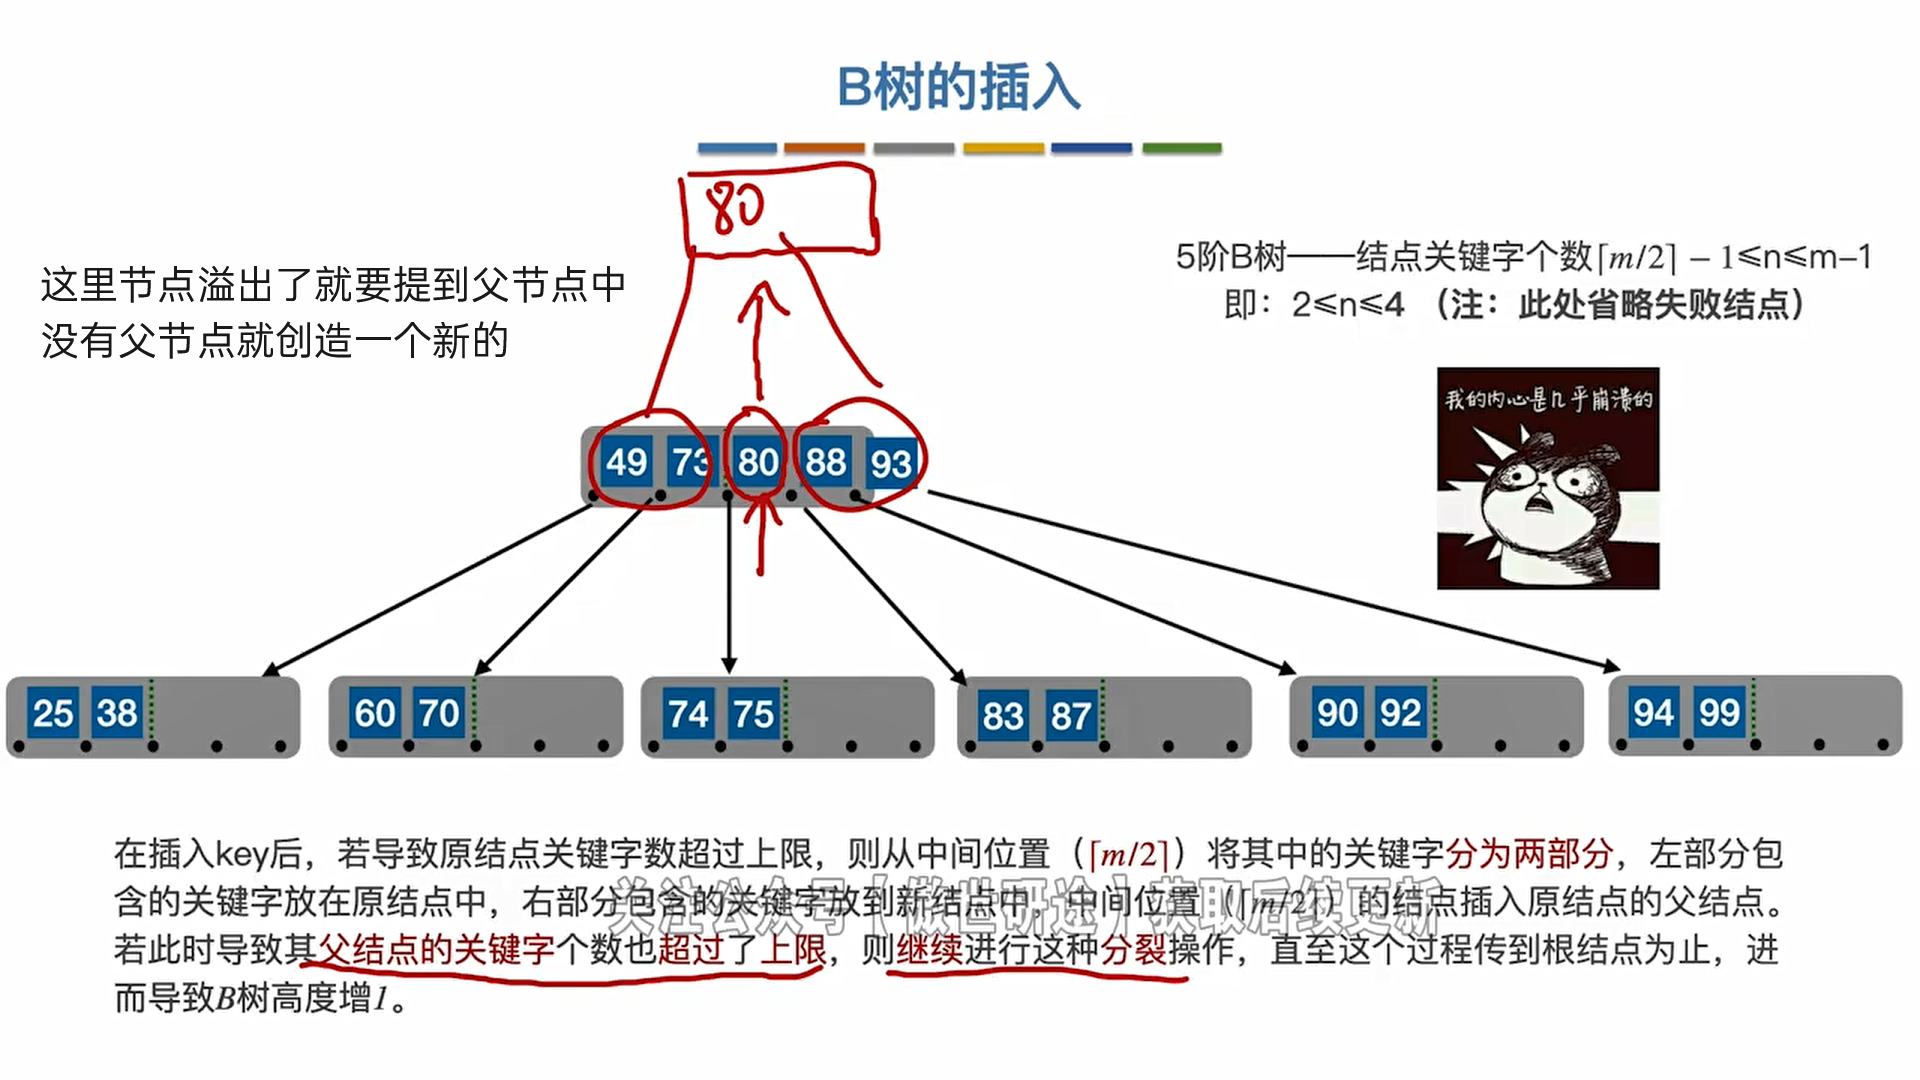 B树的插入
80
这里节点溢出了就要提到父节点中
没有父节点就创造一个新的
5阶B树——结点关键字个数⌈m/2⌉ – 1≤n≤m–1
即：2≤n≤4 （注：此处省略失败结点）
我的内心是几乎崩溃的
49 73 80 88 93
25 38
60 70
74 75
83 87
90 92
94 99
在插入key后，若导致原结点关键字数超过上限，则从中间位置（⌈m/2⌉）将其中的关键字分为两部分，左部分包
含的关键字放在原结点中，右部分包含的关键字放到新结点中，中间位置（⌈m/2⌉）的结点插入原结点的父结点。
关注公众号【傲世研途】获取后续更新
若此时导致其父结点的关键字个数也超过了上限，则继续进行这种分裂操作，直至这个过程传到根结点为止，进
而导致B树高度增1。